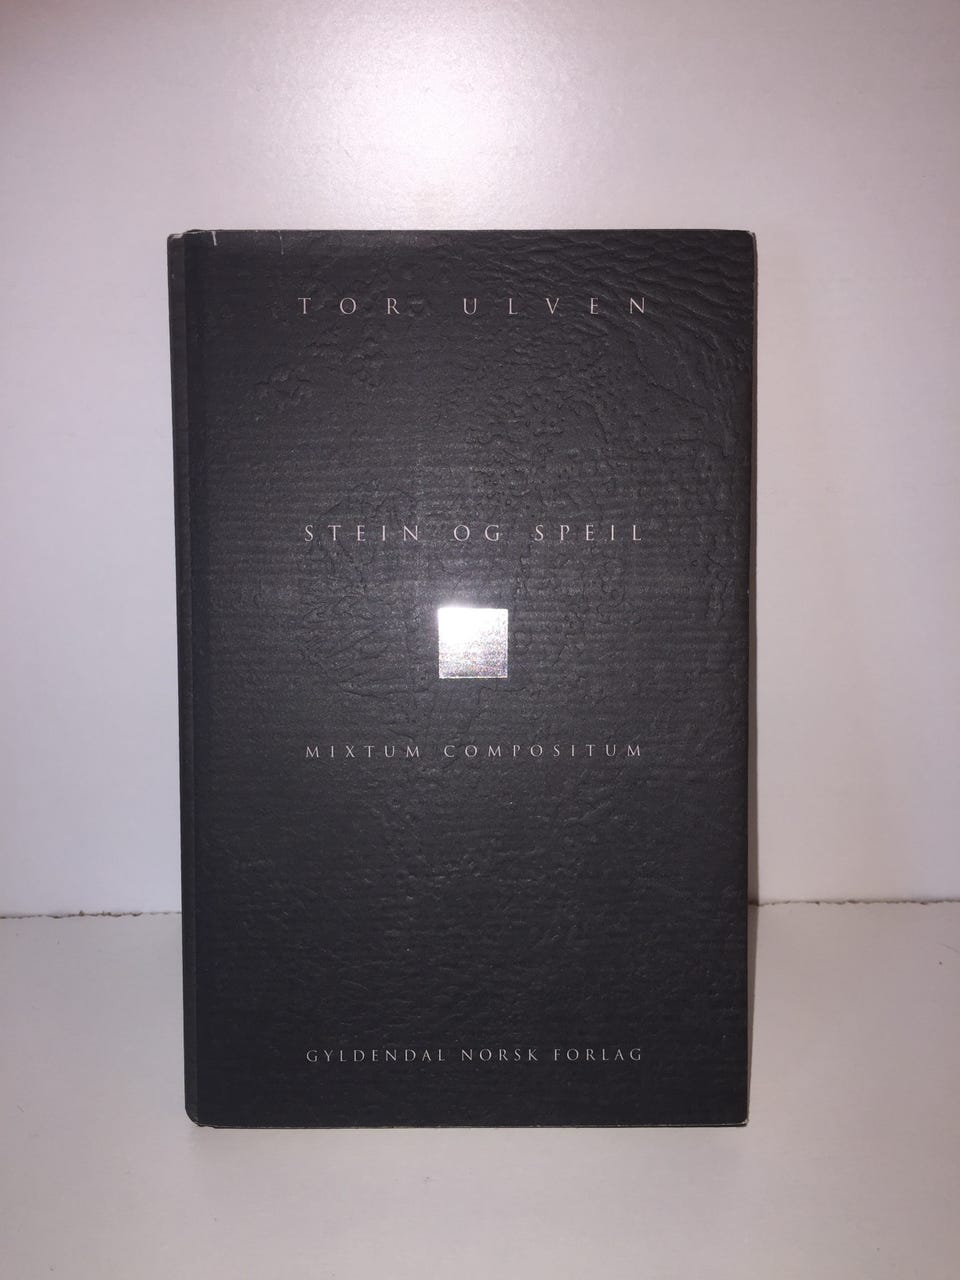 TOR ULVEN
STEIN OG SPEIL
MIXTUM COMPOSITUM
GYLDENDAL NORSK FORLAG